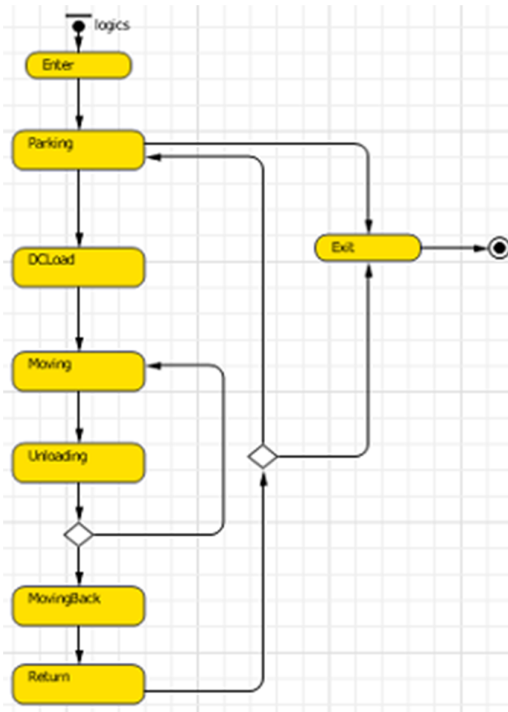 logics
Enter
Parking
DCLoad
Exit
Moving
Unloading
MovingBack
Return